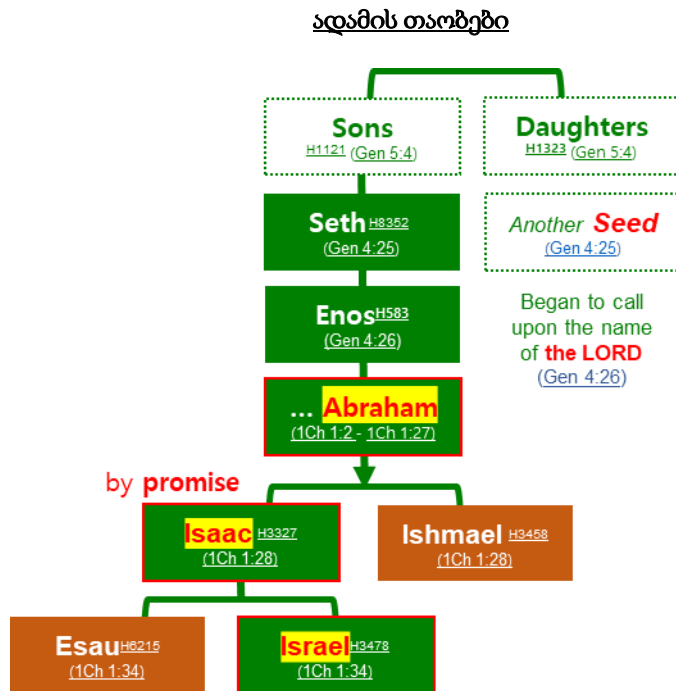 ადამის თაობები
Sons
H1121 (Gen 5:4)
Daughters
H1323 (Gen 5:4)
Seth H8352
(Gen 4:25)
Another Seed
(Gen 4:25)
Enos H583
(Gen 4:26)
Began to call
upon the name
of the LORD
(Gen 4:26)
... Abraham
(1Ch 1:2 - 1Ch 1:27)
by promise
Isaac H3327
(1Ch 1:28)
Ishmael H3458
(1Ch 1:28)
Esau H6215
(1Ch 1:34)
Israel H3478
(1Ch 1:34)